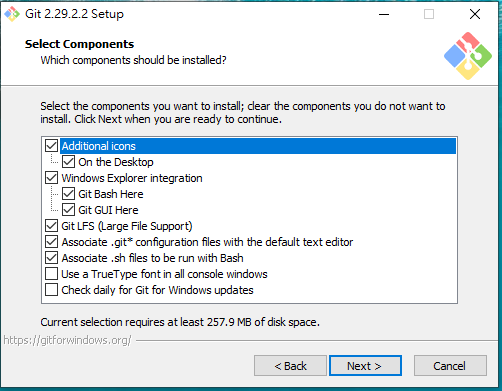 Git 2.29.2.2 Setup
Select Components
Which components should be installed?
Select the components you want to install; clear the components you do not want to
install. Click Next when you are ready to continue.
Additional icons
On the Desktop
Windows Explorer integration
Git Bash Here
Git GUI Here
Git LFS (Large File Support)
Associate .git* configuration files with the default text editor
Associate .sh files to be run with Bash
Use a TrueType font in all console windows
Check daily for Git for Windows updates
Current selection requires at least 257.9 MB of disk space.
https://gitforwindows.org/
< Back
Next >
Cancel